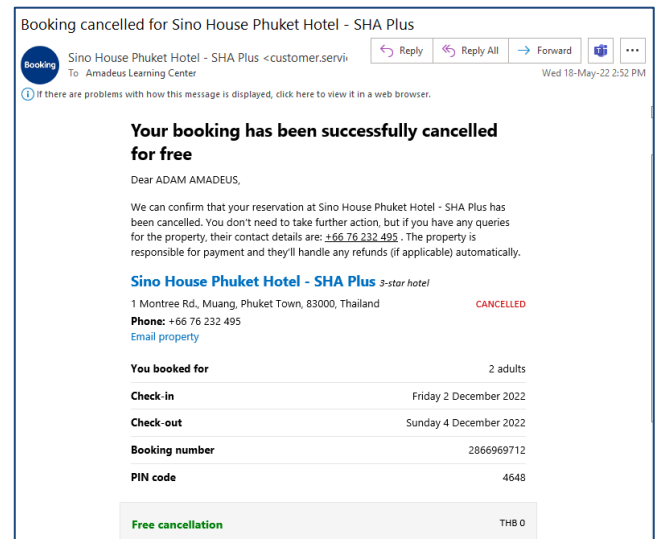 Booking cancelled for Sino House Phuket Hotel - SHA Plus
Booking
Sino House Phuket Hotel - SHA Plus <customer.servi
To Amadeus Learning Center
Reply
Reply All
Forward
Wed 18-May-22 2:52 PM
If there are problems with how this message is displayed, click here to view it in a web browser.
Your booking has been successfully cancelled
for free
Dear ADAM AMADEUS,
We can confirm that your reservation at Sino House Phuket Hotel - SHA Plus has
been cancelled. You don't need to take further action, but if you have any queries
for the property, their contact details are: +66 76 232 495 . The property is
responsible for payment and they'll handle any refunds (if applicable) automatically.
Sino House Phuket Hotel - SHA Plus 3-star hotel
1 Montree Rd., Muang, Phuket Town, 83000, Thailand CANCELLED
Phone: +66 76 232 495
Email property
You booked for 2 adults
Check-in Friday 2 December 2022
Check-out Sunday 4 December 2022
Booking number 2866969712
PIN code 4648
Free cancellation THB 0